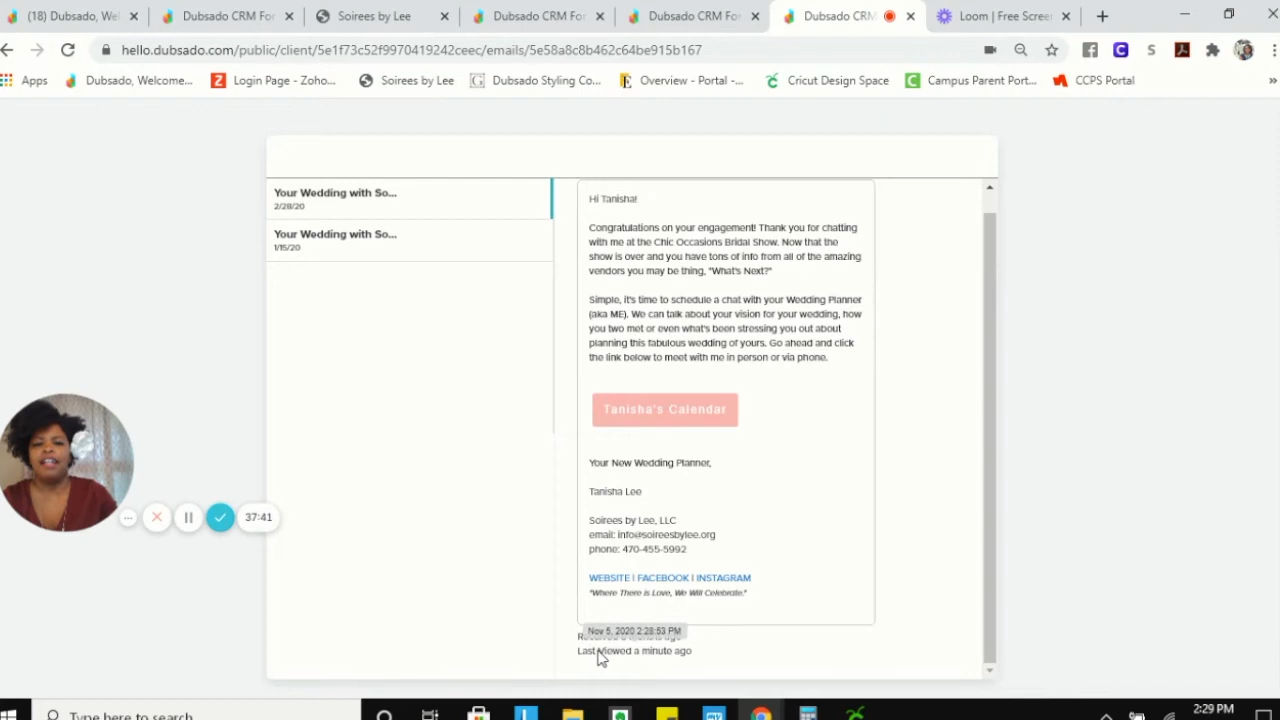 (18) Dubsado, Wel
Dubsado CRM For
Soirees by Lee
Dubsado CRM For
Dubsado CRM For
Dubsado CRM
Loom | Free Screen
hello.dubsado.com/public/client/5e1f73c52f9970419242ceec/emails/5e58a8c8b462c64be915b167
Apps
Dubsado, Welcome...
Login Page - Zoho...
Soirees by Lee
Dubsado Styling Co...
Overview - Portal -...
Cricut Design Space
Campus Parent Port...
CCPS Portal
»
Your Wedding with So...
2/28/20
Your Wedding with So...
1/15/20
Hi Tanisha!
Congratulations on your engagement! Thank you for chatting
with me at the Chic Occasions Bridal Show. Now that the
show is over and you have tons of info from all of the amazing
vendors you may be thing, "What's Next?"
Simple, it's time to schedule a chat with your Wedding Planner
(aka ME). We can talk about your vision for your wedding, how
you two met or even what's been stressing you out about
planning this fabulous wedding of yours. Go ahead and click
the link below to meet with me in person or via phone.
Tanisha's Calendar
Your New Wedding Planner,
Tanisha Lee
Soirees by Lee, LLC
email: info@soireesbylee.org
phone: 470-455-5992
WEBSITE | FACEBOOK | INSTAGRAM
"Where There is Love, We Will Celebrate."
Nov 5, 2020 2:28:53 PM
Last Viewed a minute ago
37:41
Type here to search
2:29 PM